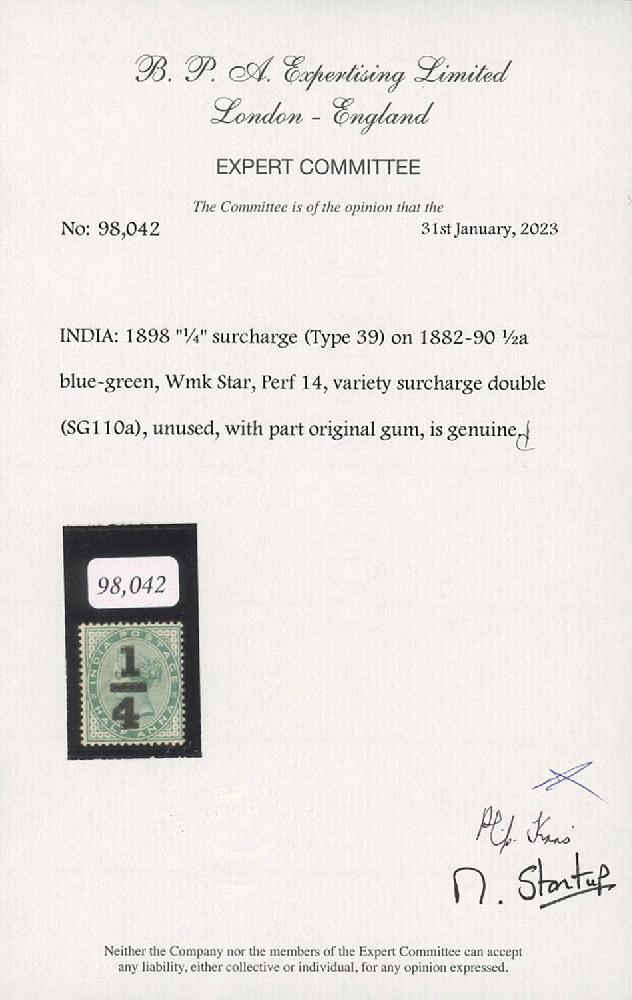 B. P. A. Expertising Limited
London - England
EXPERT COMMITTEE
The Committee is of the opinion that the
No: 98,042 31st January, 2023
INDIA: 1898 "¼" surcharge (Type 39) on 1882-90 ½a
blue-green, Wmk Star, Perf 14, variety surcharge double
(SG110a), unused, with part original gum, is genuine.
98,042
INDIA POSTAGE
1
4
HALF ANNA
N. Startup
Neither the Company nor the members of the Expert Committee can accept
any liability, either collective or individual, for any opinion expressed.